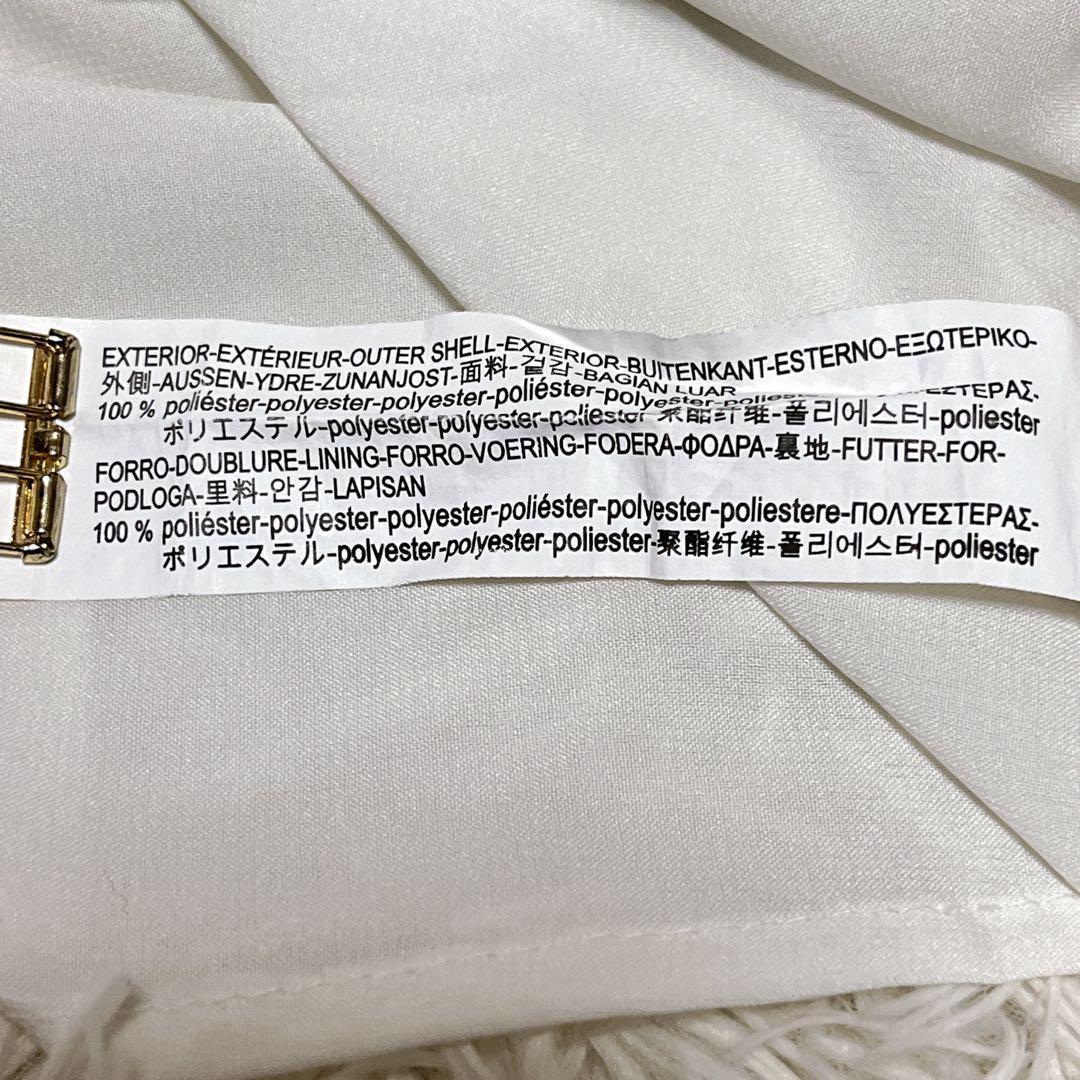 EXTERIOR-EXTÉRIEUR-OUTER SHELL-EXTERIOR-BUITENKANT-ESTERNO-ΕΞΩΤΕΡΙΚΟ-
外側-AUSSEN-YDRE-ZUNANJOST-面料-겉감-BAGIAN LUAR
100 % poliéster-polyester-polyester-poliéster-polyester-poliestere-ΠΟΛΥΕΣΤΕΡΑΣ-
ポリエステル-polyester-polyester-poliester-聚酯纤维-폴리에스터-poliester
FORRO-DOUBLURE-LINING-FORRO-VOERING-FODERA-ΦΟΔΡΑ-裏地-FUTTER-FOR-
PODLOGA-里料-안감-LAPISAN
100 % poliéster-polyester-polyester-poliéster-polyester-poliestere-ΠΟΛΥΕΣΤΕΡΑΣ-
ポリエステル-polyester-polyester-poliester-聚酯纤维-폴리에스터-poliester